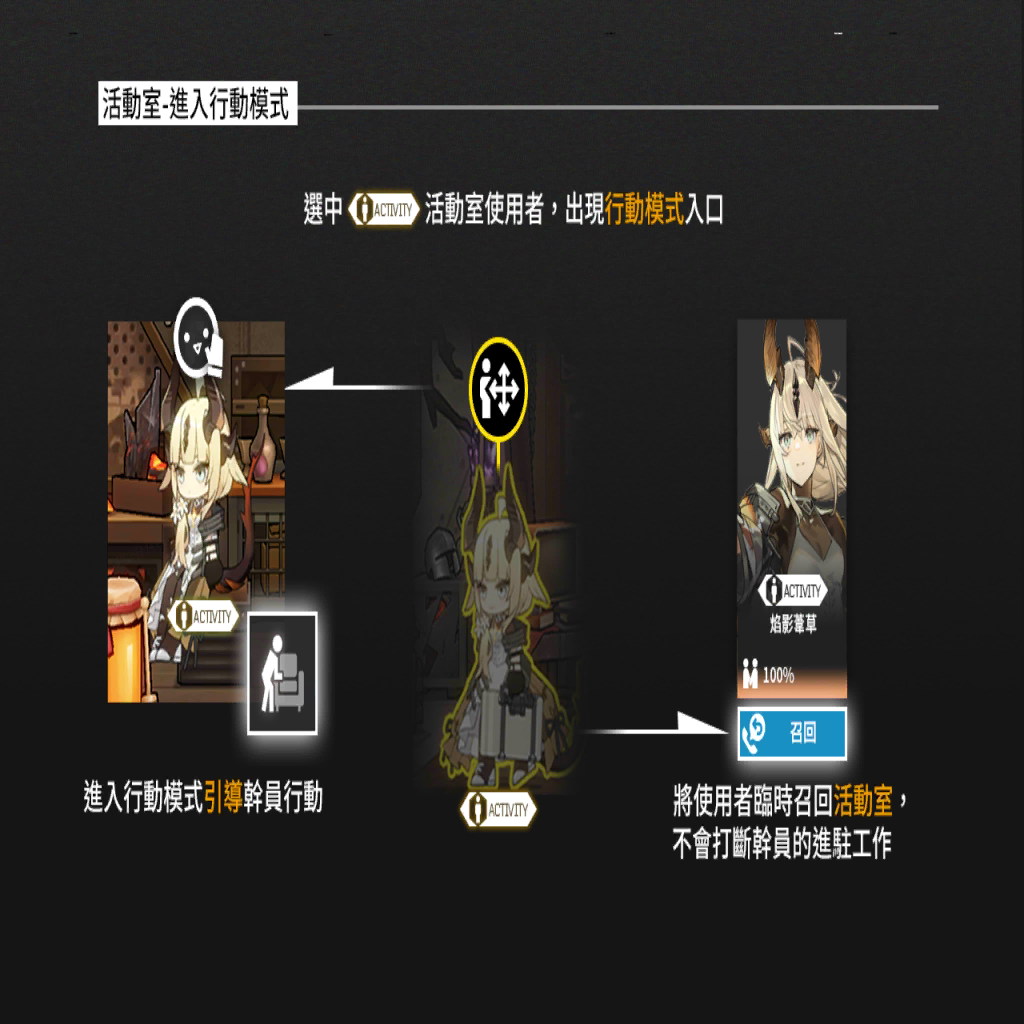 活動室-進入行動模式
選中 ACTIVITY 活動室使用者，出現行動模式入口
ACTIVITY
進入行動模式引導幹員行動
ACTIVITY
ACTIVITY
焰影葦草
100%
召回
將使用者臨時召回活動室，
不會打斷幹員的進駐工作